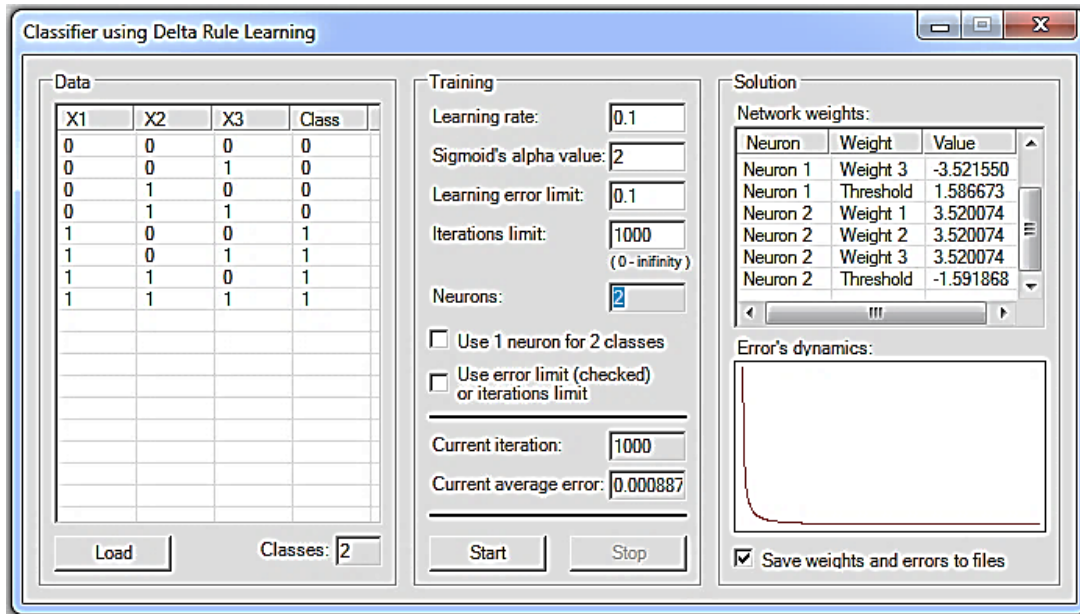 Classifier using Delta Rule Learning
Data
X1 X2 X3 Class
0 0 0 0
0 0 1 0
0 1 0 0
0 1 1 0
1 0 0 1
1 0 1 1
1 1 0 1
1 1 1 1
Load
Classes: 2
Training
Learning rate: 0.1
Sigmoid's alpha value: 2
Learning error limit: 0.1
Iterations limit: 1000
( 0 - inifinity )
Neurons: 2
Use 1 neuron for 2 classes
Use error limit (checked)
or iterations limit
Current iteration: 1000
Current average error: 0.000887
Start
Stop
Solution
Network weights:
Neuron Weight Value
Neuron 1 Weight 3 -3.521550
Neuron 1 Threshold 1.586673
Neuron 2 Weight 1 3.520074
Neuron 2 Weight 2 3.520074
Neuron 2 Weight 3 3.520074
Neuron 2 Threshold -1.591868
Error's dynamics:
Save weights and errors to files